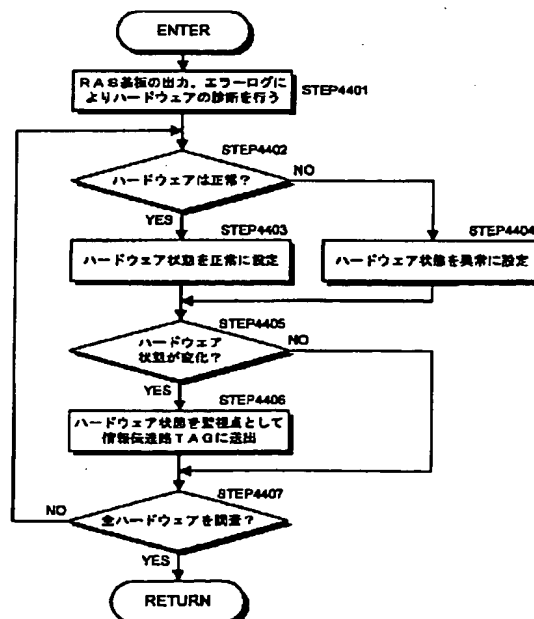 ENTER
RAS基板の出力、エラーログに
よりハードウェアの診断を行う
STEP4401
STEP4402
ハードウェアは正常？
NO
YES
STEP4403
ハードウェア状態を正常に設定
STEP4404
ハードウェア状態を異常に設定
STEP4405
ハードウェア
状態が変化？
NO
YES
STEP4406
ハードウェア状態を監視点として
情報伝達路TAGに送出
STEP4407
全ハードウェアを調査？
NO
YES
RETURN